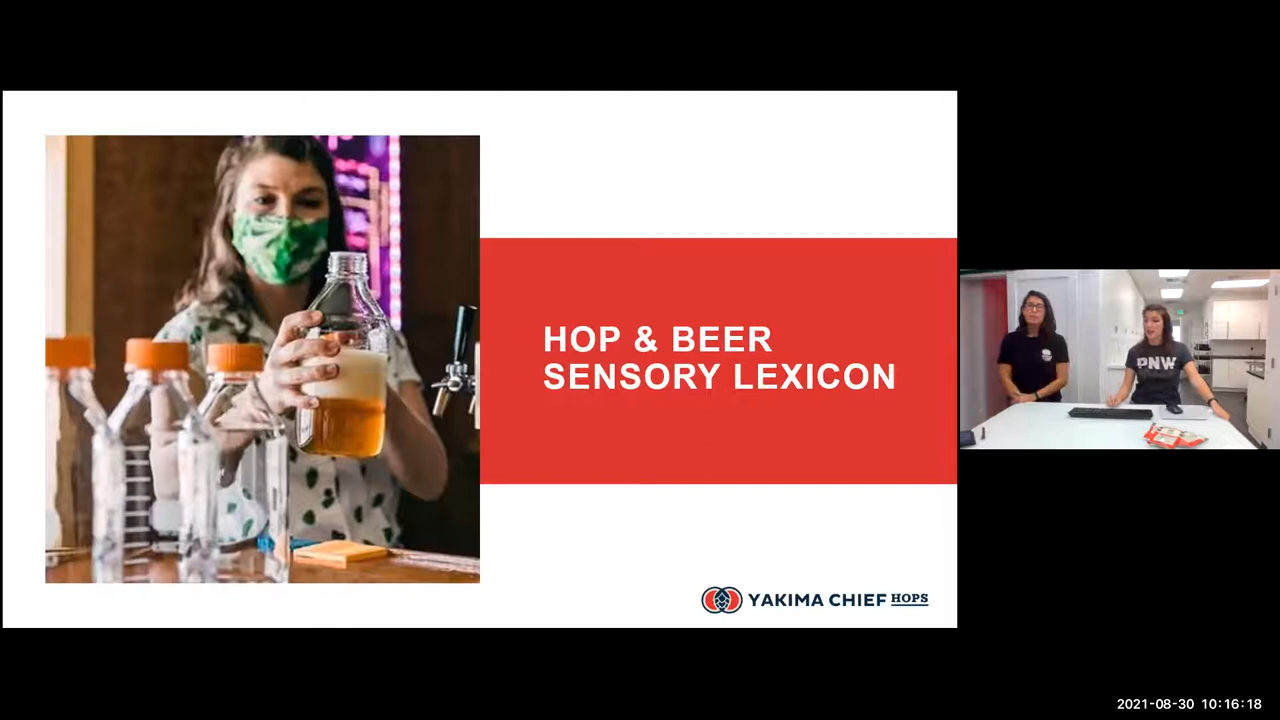 HOP & BEER
SENSORY LEXICON
YAKIMA CHIEF HOPS
PNW
2021-08-30 10:16:18